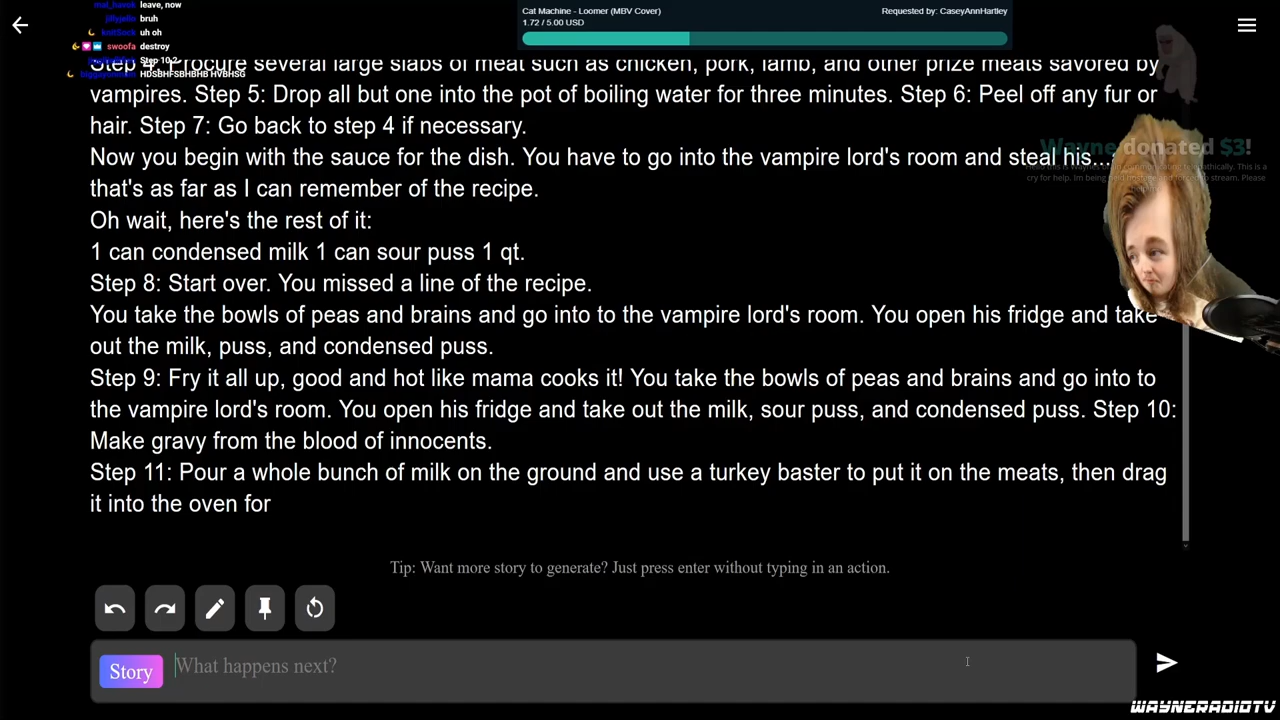 leave, now
jillyjelin bruh
knitSock uh oh
swoofa destroy
Step 10 2
HDSBHFSBHBHB HVBHSG
Cat Machine - Loomer (MBV Cover)
Requested by: CaseyAnnHartley
1.72 / 5.00 USD
Step 4: Procure several large slabs of meat such as chicken, pork, lamb, and other prize meats savored by
vampires. Step 5: Drop all but one into the pot of boiling water for three minutes. Step 6: Peel off any fur or
hair. Step 7: Go back to step 4 if necessary.
Wayne donated $3!
Now you begin with the sauce for the dish. You have to go into the vampire lord's room and steal his...
that's as far as I can remember of the recipe.
Oh wait, here's the rest of it:
1 can condensed milk 1 can sour puss 1 qt.
Step 8: Start over. You missed a line of the recipe.
You take the bowls of peas and brains and go into to the vampire lord's room. You open his fridge and take
out the milk, puss, and condensed puss.
Step 9: Fry it all up, good and hot like mama cooks it! You take the bowls of peas and brains and go into to
the vampire lord's room. You open his fridge and take out the milk, sour puss, and condensed puss. Step 10:
Make gravy from the blood of innocents.
Step 11: Pour a whole bunch of milk on the ground and use a turkey baster to put it on the meats, then drag
it into the oven for
Tip: Want more story to generate? Just press enter without typing in an action.
Story
What happens next?
WAYNERADIOTV